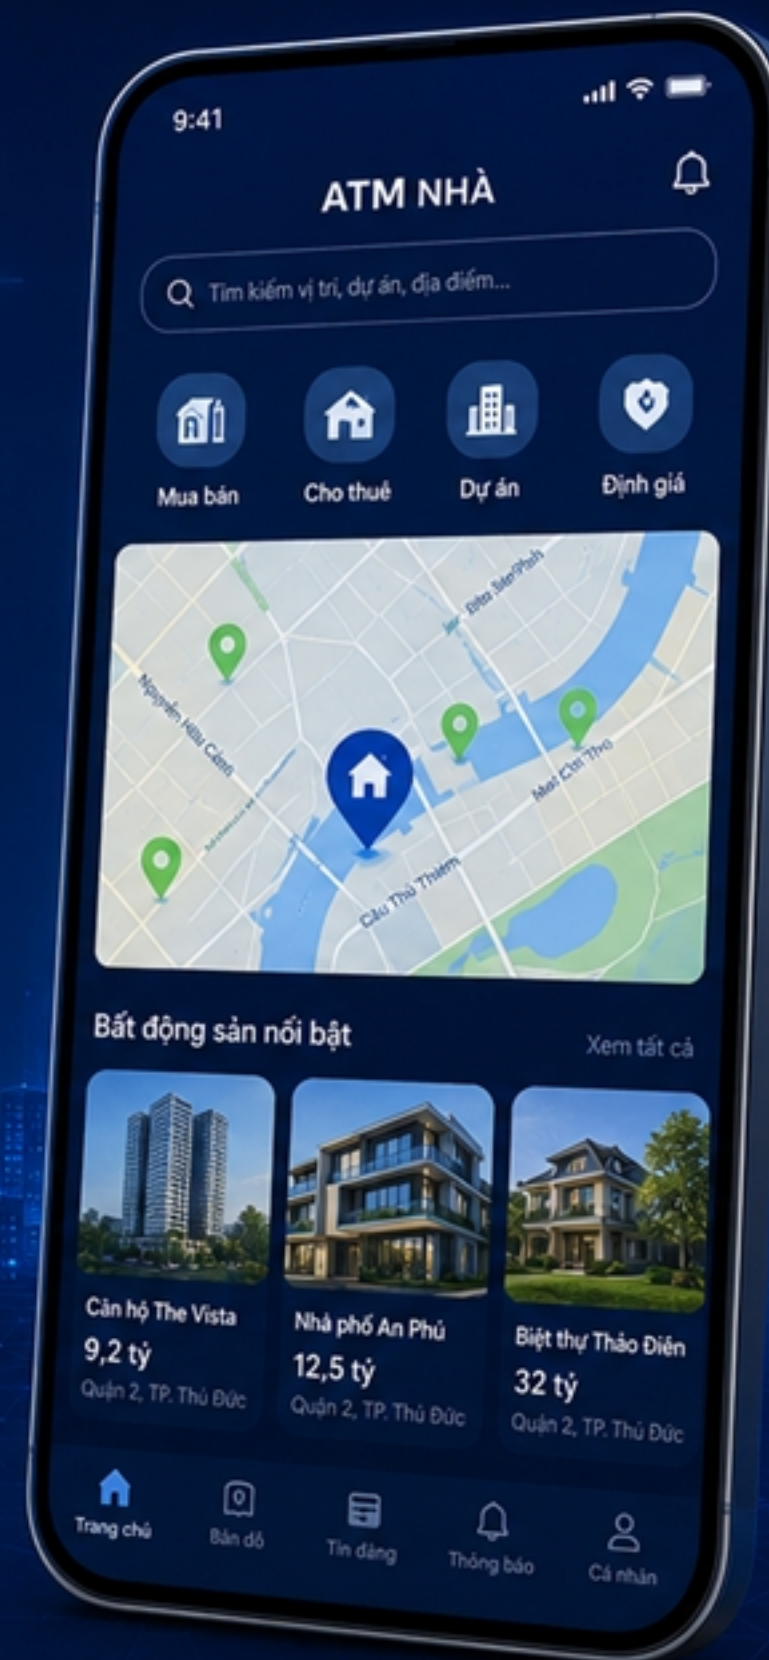 9:41
ATM NHÀ
Tìm kiếm vị trí, dự án, địa điểm...
Mua bán
Cho thuê
Dự án
Định giá
Nguyễn Hữu Cảnh
Cầu Thủ Thiêm
Bất động sản nổi bật
Xem tất cả
Căn hộ The Vista
9,2 tỷ
Quận 2, TP. Thủ Đức
Nhà phố An Phú
12,5 tỷ
Quận 2, TP. Thủ Đức
Biệt thự Thảo Điền
32 tỷ
Quận 2, TP. Thủ Đức
Trang chủ
Bản đồ
Tin đăng
Thông báo
Cá nhân